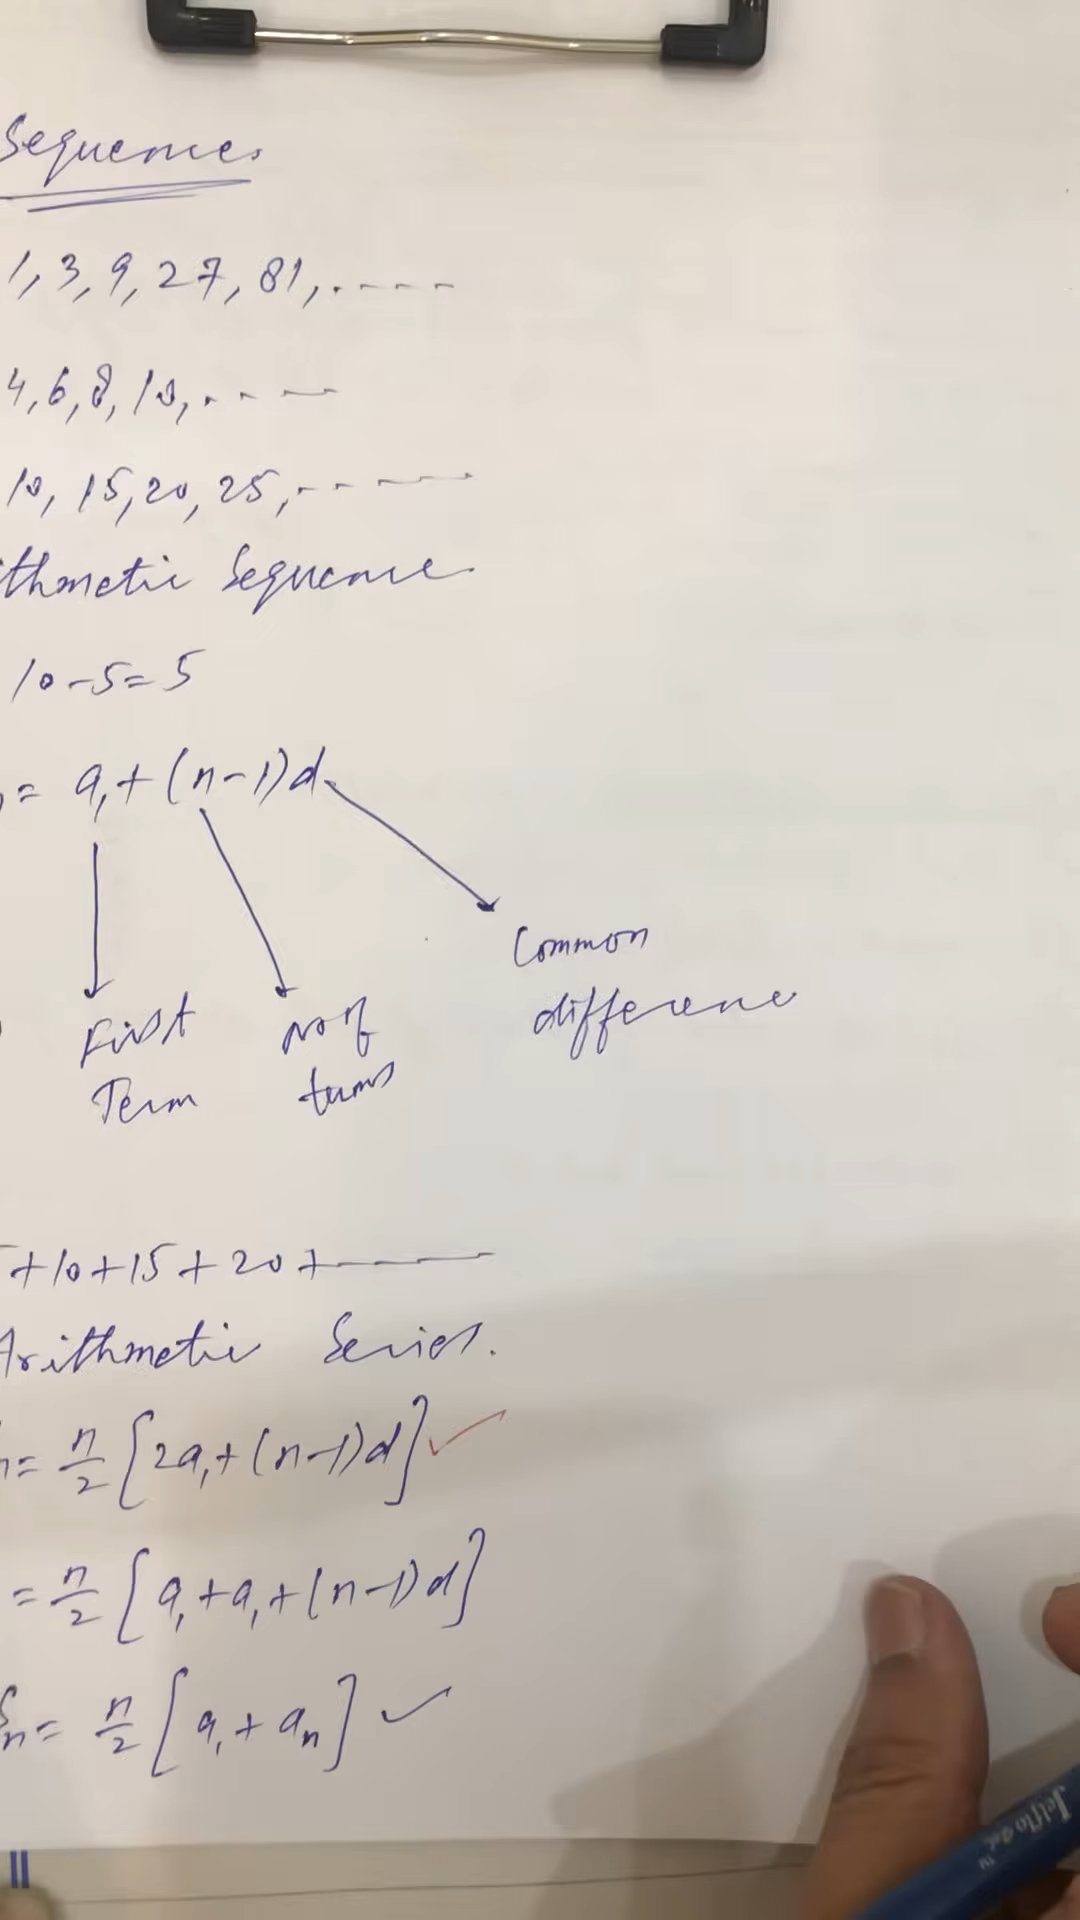 Sequences
1, 3, 9, 27, 81, . - - - -
4, 6, 8, 10, . - - —
10, 15, 20, 25, - - - —
ithmetic Sequence.
10 - 5 = 5
= a₁ + (n-1)d
Common
difference
First
Term
No of
terms
+ 10 + 15 + 20 + ———
Arithmetic Series.
n = n/2 [2a₁ + (n-1)d] ✓
= n/2 [a₁ + a₁ + (n-1)d]
Sn = n/2 [a₁ + an] ✓
Jelflo